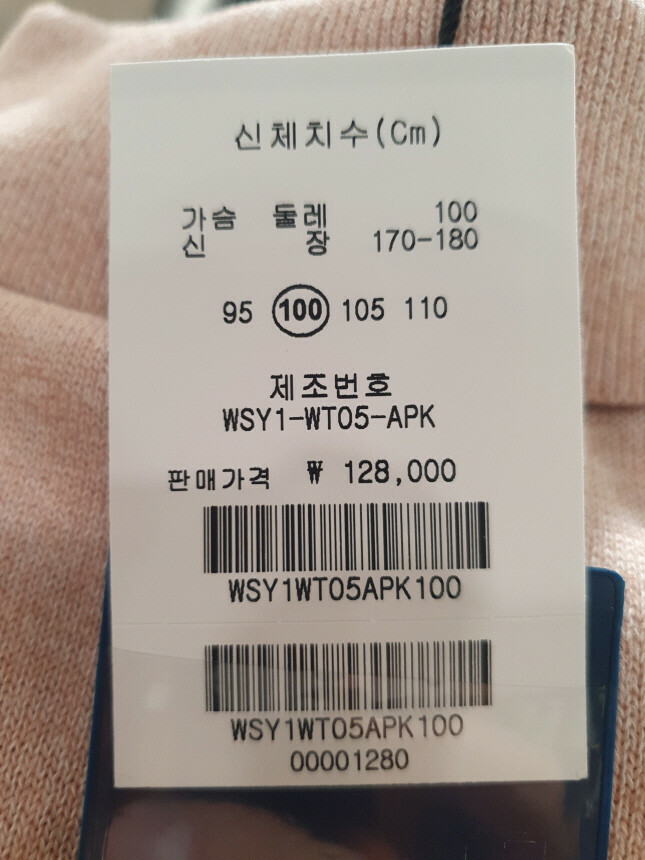 신체치수(Cm)
가슴 둘레 100
신 장 170-180
95 100 105 110
제조번호
WSY1-WT05-APK
판매가격 ₩ 128,000
WSY1WT05APK100
WSY1WT05APK100
00001280